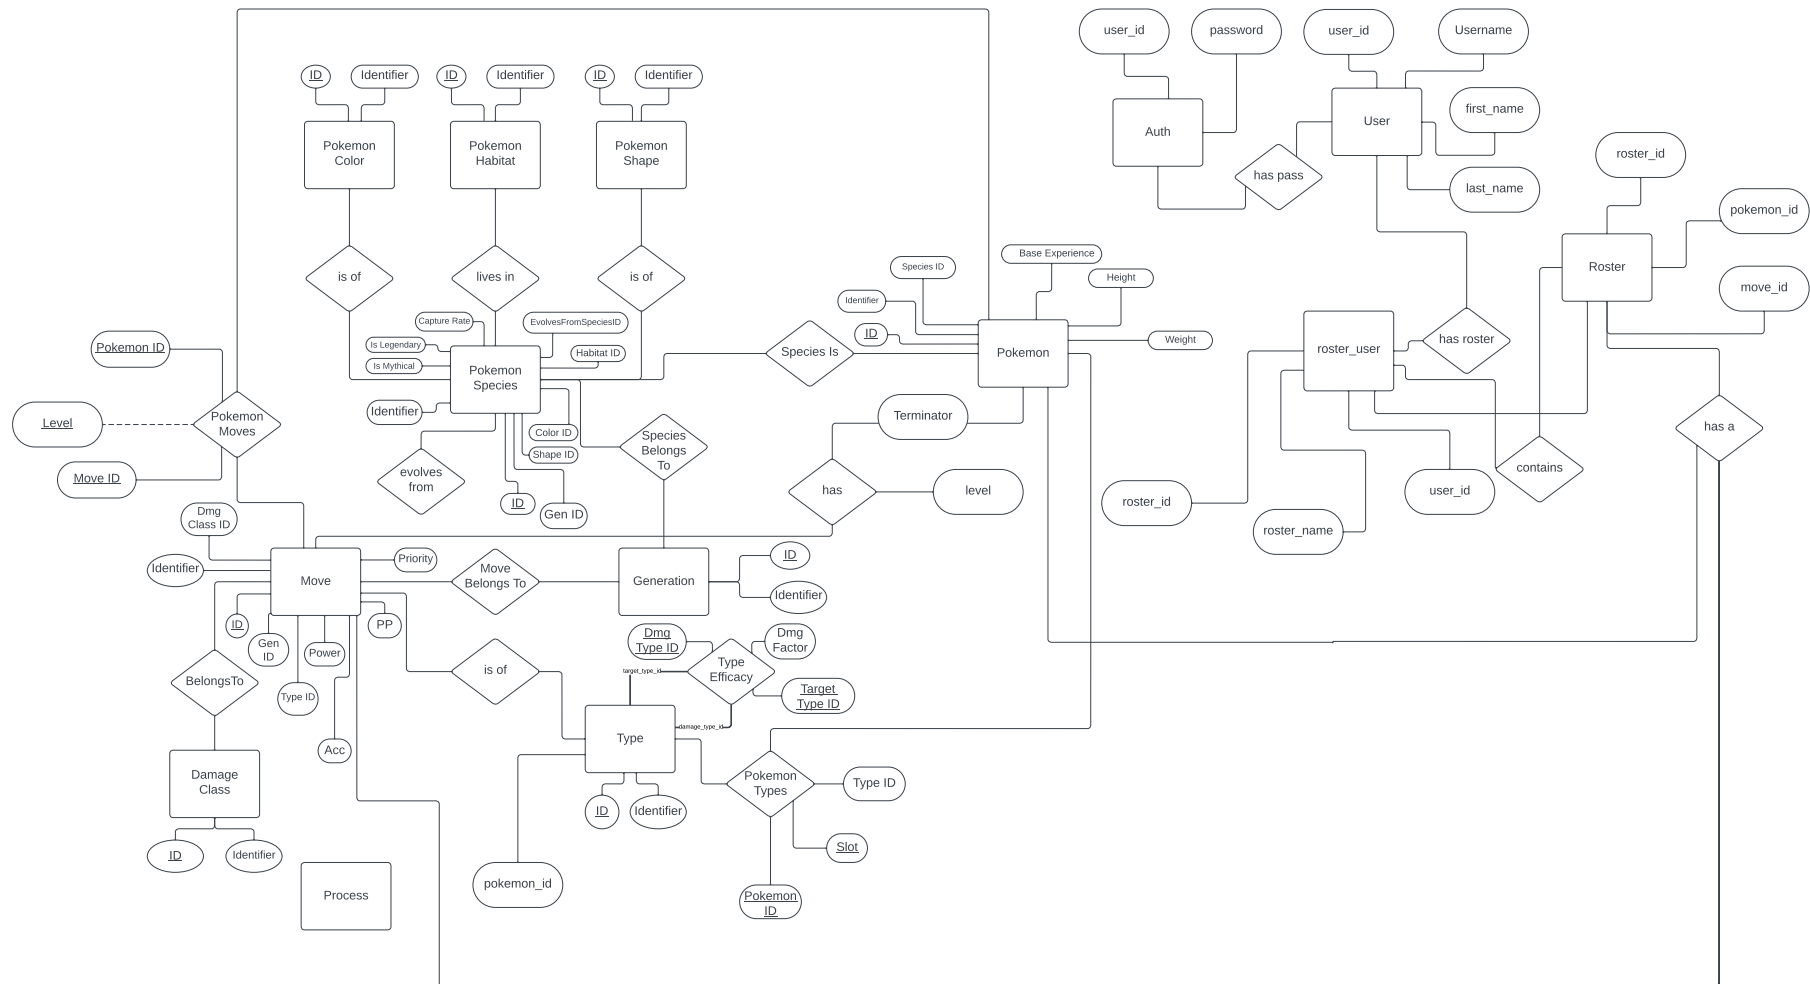 user_id
password
user_id
Username
ID
Identifier
ID
Identifier
ID
Identifier
Pokemon
Color
Pokemon
Habitat
Pokemon
Shape
Auth
User
first_name
has pass
last_name
roster_id
pokemon_id
Roster
move_id
is of
lives in
is of
Species ID
Base Experience
Height
Identifier
ID
Weight
Pokemon
Species Is
Capture Rate
EvolvesFromSpeciesID
Is Legendary
Habitat ID
Is Mythical
Pokemon
Species
Identifier
Color ID
Shape ID
evolves
from
ID
Gen ID
Species
Belongs
To
Pokemon ID
Level
Pokemon
Moves
Move ID
Terminator
has
level
roster_user
has roster
has a
contains
roster_id
user_id
roster_name
Dmg
Class ID
Identifier
Move
Priority
ID
Gen
ID
Type ID
Power
Acc
PP
Move
Belongs To
Generation
ID
Identifier
BelongsTo
is of
Dmg
Type ID
Dmg
Factor
Type
Efficacy
target_type_id
Target
Type ID
damage_type_id
Type
Damage
Class
ID
Identifier
ID
Identifier
Pokemon
Types
Type ID
Slot
Pokemon
ID
pokemon_id
Process